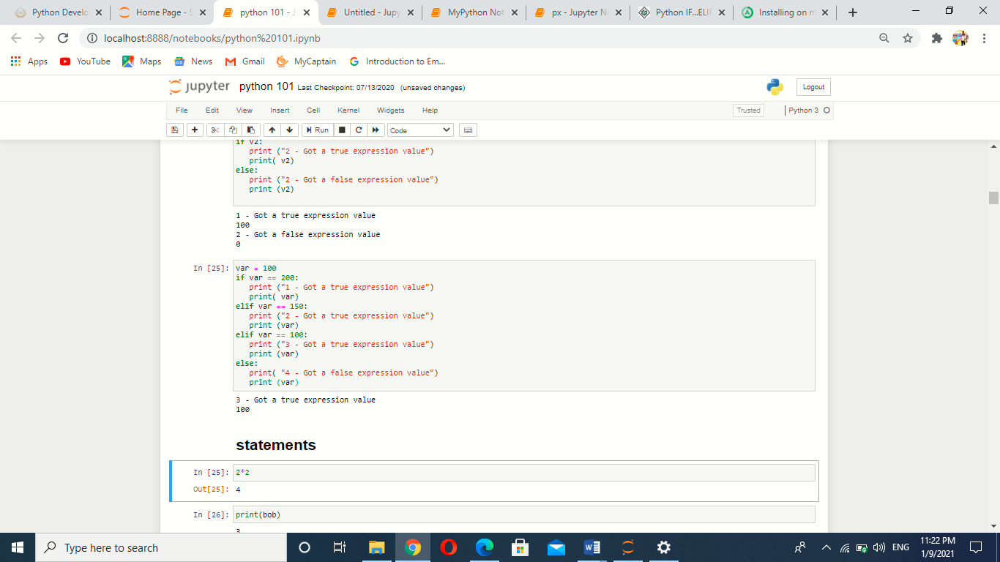 Python Develo
Home Page - S
python 101 - J
Untitled - Jupy
MyPython Not
px - Jupyter No
Python IF...ELIF
Installing on m
localhost:8888/notebooks/python%20101.ipynb
Apps YouTube Maps News Gmail MyCaptain Introduction to Em...
jupyter python 101 Last Checkpoint: 07/13/2020 (unsaved changes) Logout
File Edit View Insert Cell Kernel Widgets Help Trusted Python 3
Run Code
if v2:
print ("2 - Got a true expression value")
print( v2)
else:
print ("2 - Got a false expression value")
print (v2)
1 - Got a true expression value
100
2 - Got a false expression value
0
In [25]: var = 100
if var == 200:
print ("1 - Got a true expression value")
print( var)
elif var == 150:
print ("2 - Got a true expression value")
print (var)
elif var == 100:
print ("3 - Got a true expression value")
print (var)
else:
print( "4 - Got a false expression value")
print (var)
3 - Got a true expression value
100
statements
In [25]: 2*2
Out[25]: 4
In [26]: print(bob)
3
Type here to search
ENG
11:22 PM
1/9/2021